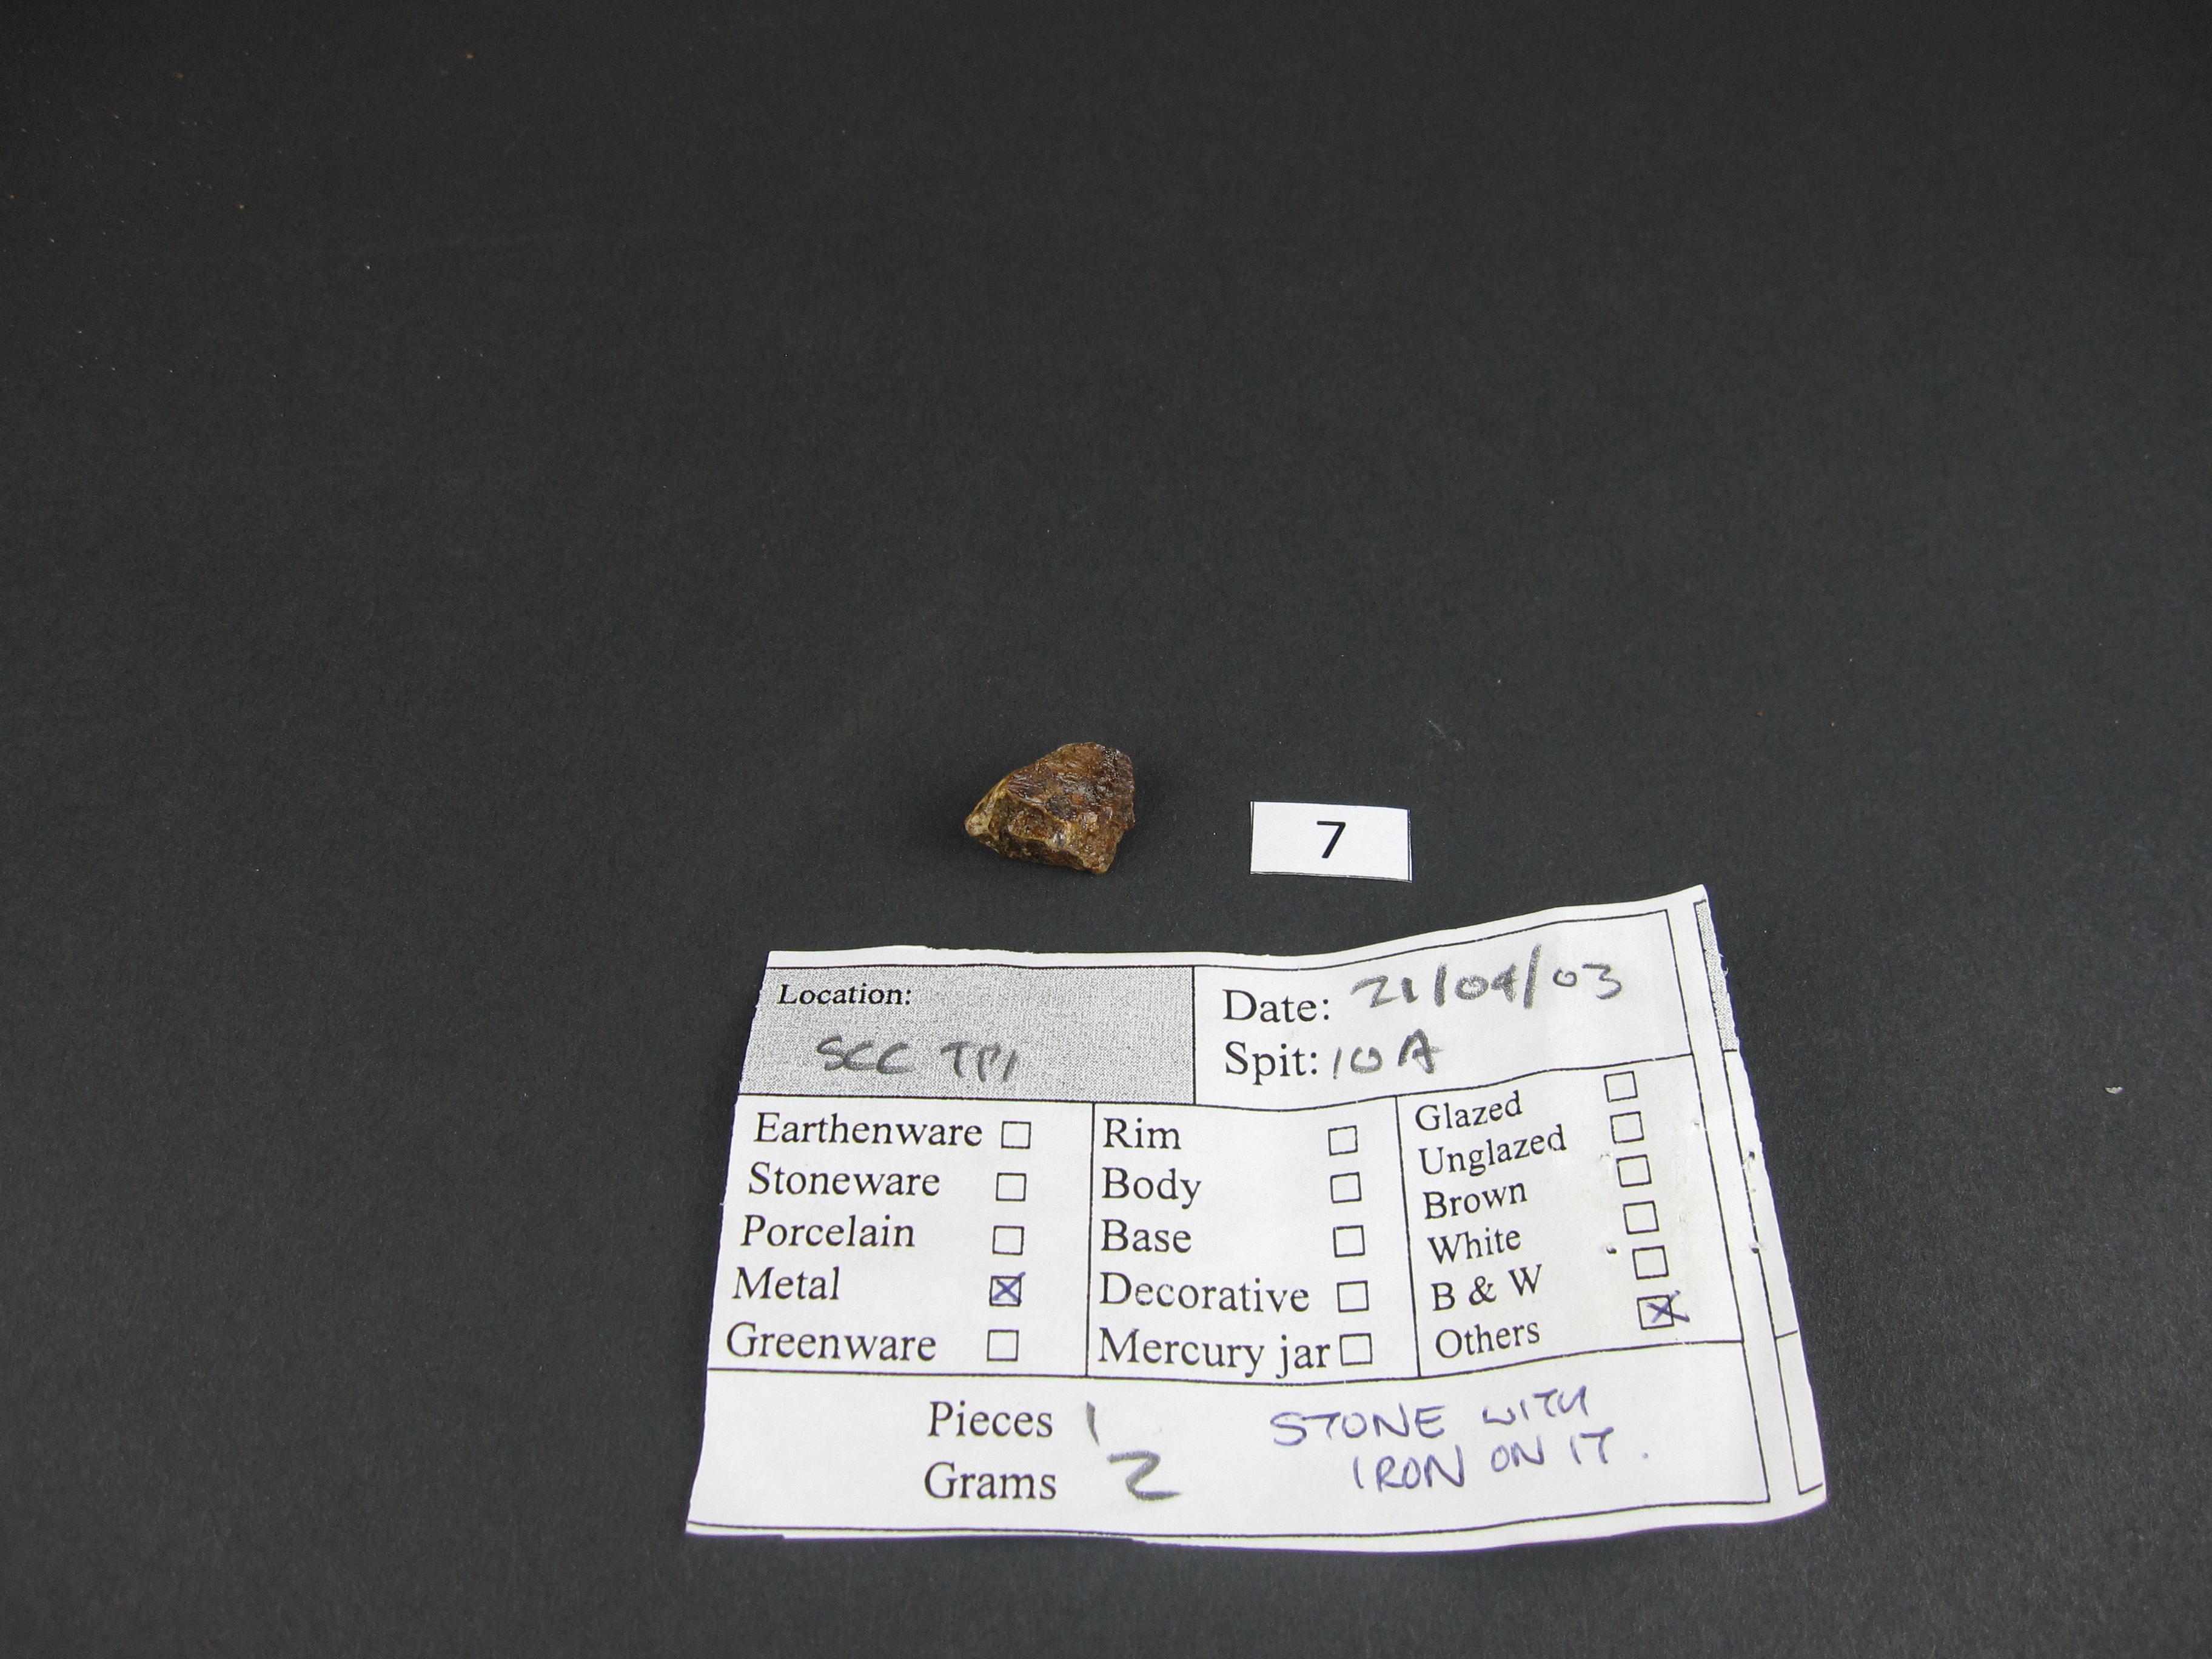 7
Location:
SCC TP1
Date: 21/04/03
Spit: 10A
Earthenware
Stoneware
Porcelain
Metal
Greenware
Rim
Body
Base
Decorative
Mercury jar
Glazed
Unglazed
Brown
White
B & W
Others
Pieces 1
Grams 2
STONE WITH
IRON ON IT.